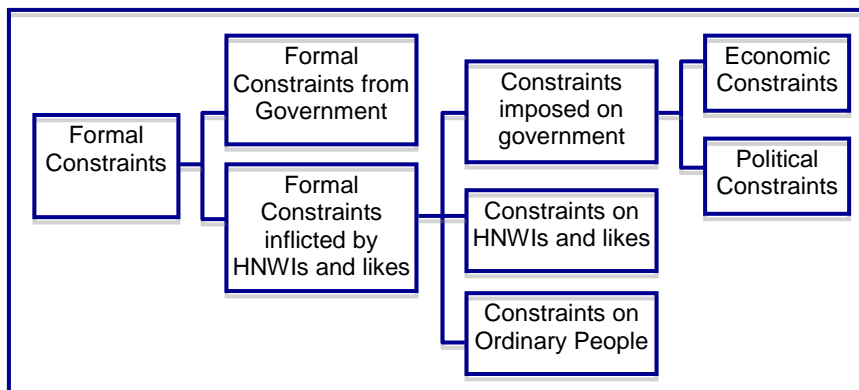 Formal
Constraints
Formal
Constraints from
Government
Formal
Constraints
inflicted by
HNWIs and likes
Constraints
imposed on
government
Constraints on
HNWIs and likes
Constraints on
Ordinary People
Economic
Constraints
Political
Constraints